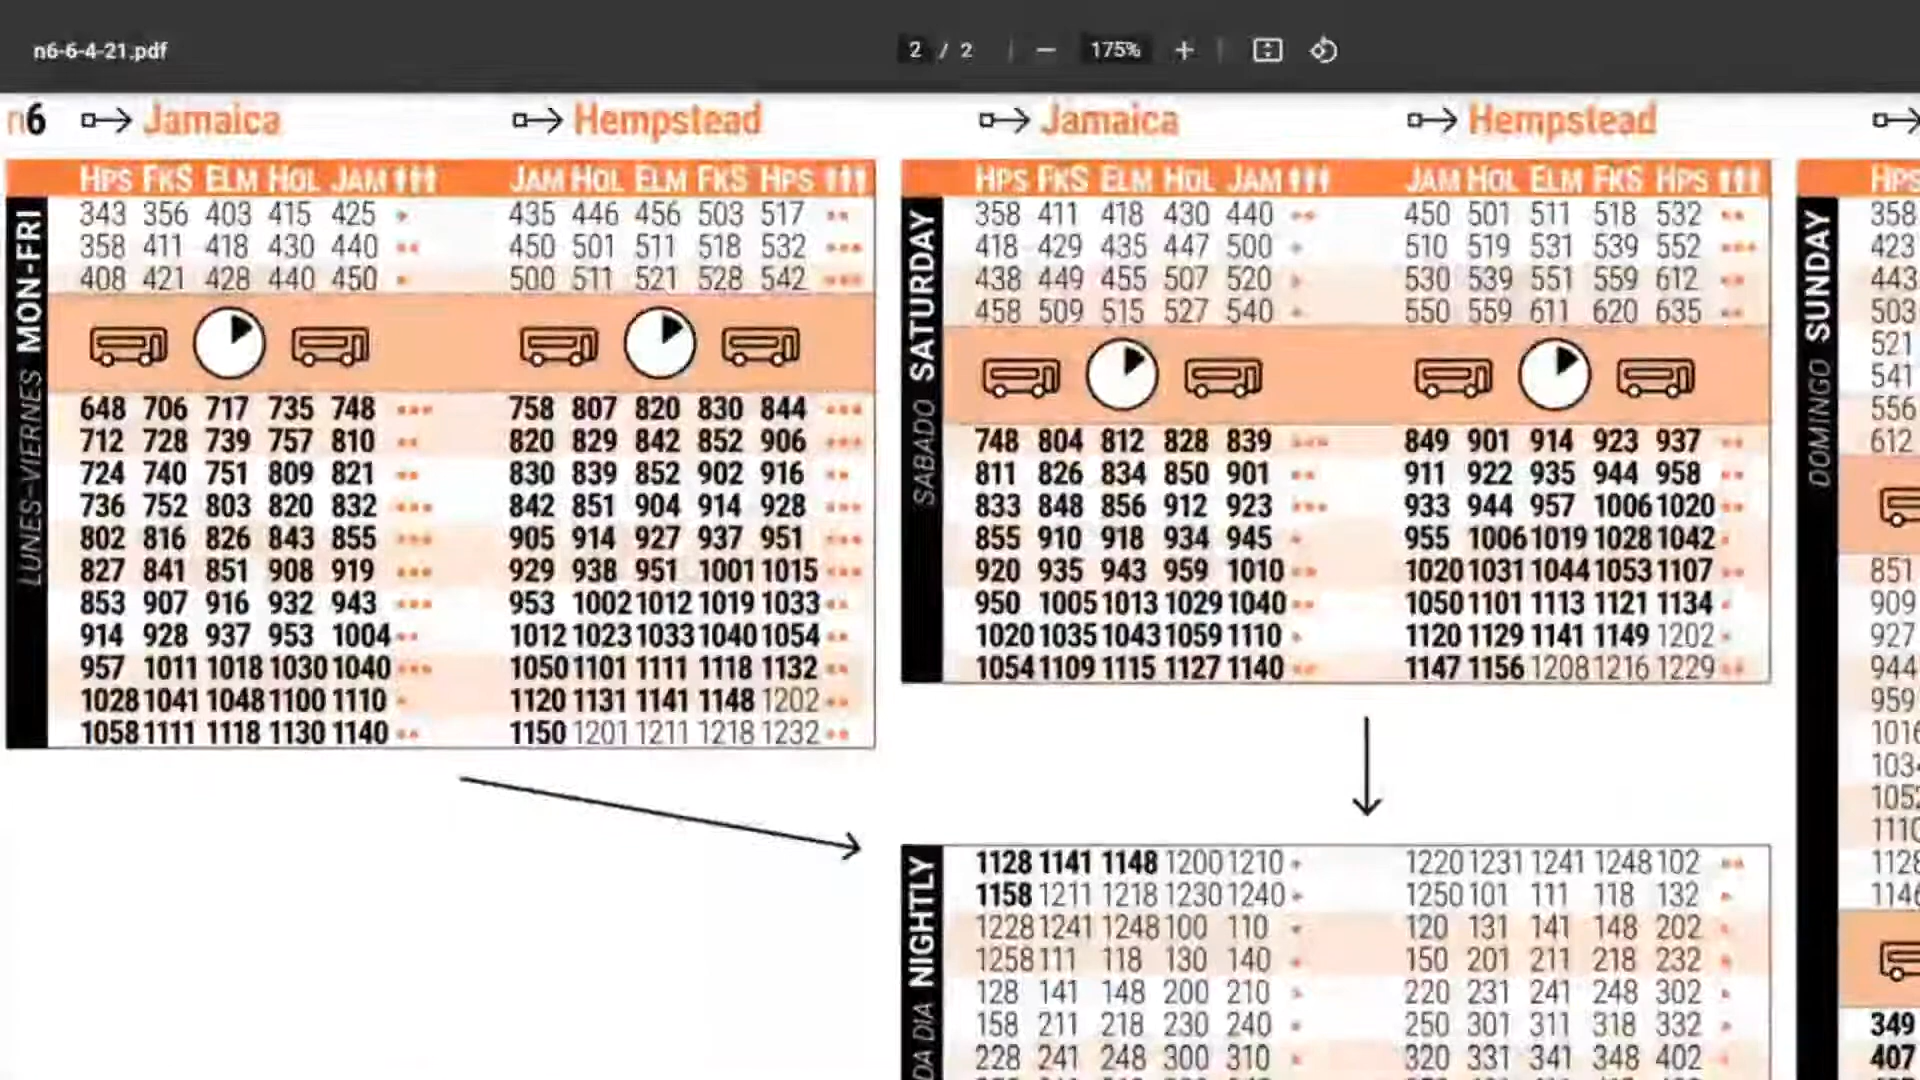 n6-6-4-21.pdf
2 / 2
175%
n6 Jamaica Hempstead
HPS FKS ELM HOL JAM JAM HOL ELM FKS HPS
MON-FRI
LUNES–VIERNES
343 356 403 415 425 435 446 456 503 517
358 411 418 430 440 450 501 511 518 532
408 421 428 440 450 500 511 521 528 542
648 706 717 735 748 758 807 820 830 844
712 728 739 757 810 820 829 842 852 906
724 740 751 809 821 830 839 852 902 916
736 752 803 820 832 842 851 904 914 928
802 816 826 843 855 905 914 927 937 951
827 841 851 908 919 929 938 951 1001 1015
853 907 916 932 943 953 1002 1012 1019 1033
914 928 937 953 1004 1012 1023 1033 1040 1054
957 1011 1018 1030 1040 1050 1101 1111 1118 1132
1028 1041 1048 1100 1110 1120 1131 1141 1148 1202
1058 1111 1118 1130 1140 1150 1201 1211 1218 1232
Jamaica Hempstead
HPS FKS ELM HOL JAM JAM HOL ELM FKS HPS
SATURDAY
SABADO
358 411 418 430 440 450 501 511 518 532
418 429 435 447 500 510 519 531 539 552
438 449 455 507 520 530 539 551 559 612
458 509 515 527 540 550 559 611 620 635
748 804 812 828 839 849 901 914 923 937
811 826 834 850 901 911 922 935 944 958
833 848 856 912 923 933 944 957 1006 1020
855 910 918 934 945 955 1006 1019 1028 1042
920 935 943 959 1010 1020 1031 1044 1053 1107
950 1005 1013 1029 1040 1050 1101 1113 1121 1134
1020 1035 1043 1059 1110 1120 1129 1141 1149 1202
1054 1109 1115 1127 1140 1147 1156 1208 1216 1229
NIGHTLY
DA DIA
1128 1141 1148 1200 1210 1220 1231 1241 1248 102
1158 1211 1218 1230 1240 1250 101 111 118 132
1228 1241 1248 100 110 120 131 141 148 202
1258 111 118 130 140 150 201 211 218 232
128 141 148 200 210 220 231 241 248 302
158 211 218 230 240 250 301 311 318 332
228 241 248 300 310 320 331 341 348 402
HPS
SUNDAY
DOMINGO
358
423
443
503
521
541
556
612
851
909
927
944
959
1016
1034
1052
1110
1128
1146
349
407